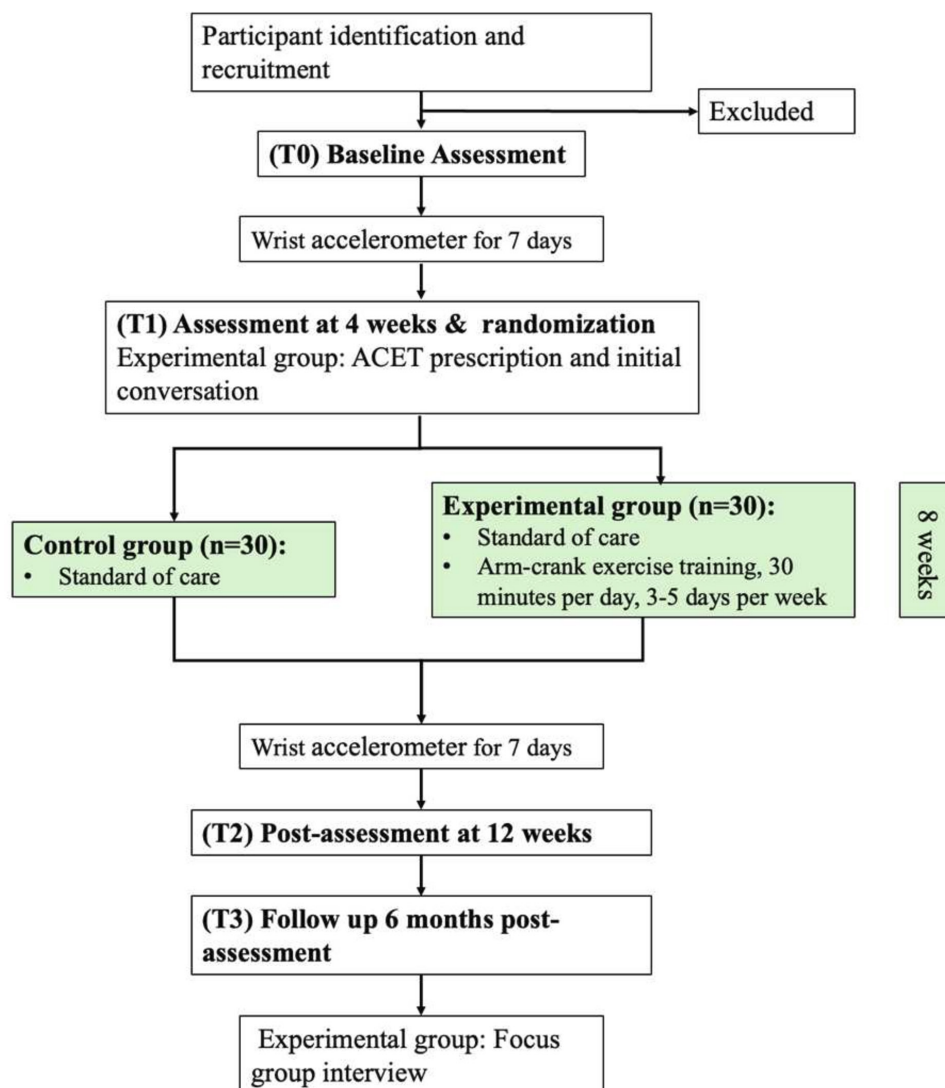 Participant identification and
recruitment
Excluded
(T0) Baseline Assessment
Wrist accelerometer for 7 days
(T1) Assessment at 4 weeks & randomization
Experimental group: ACET prescription and initial
conversation
Control group (n=30):
• Standard of care
Experimental group (n=30):
• Standard of care
• Arm-crank exercise training, 30
minutes per day, 3-5 days per week
8 weeks
Wrist accelerometer for 7 days
(T2) Post-assessment at 12 weeks
(T3) Follow up 6 months post-
assessment
Experimental group: Focus
group interview